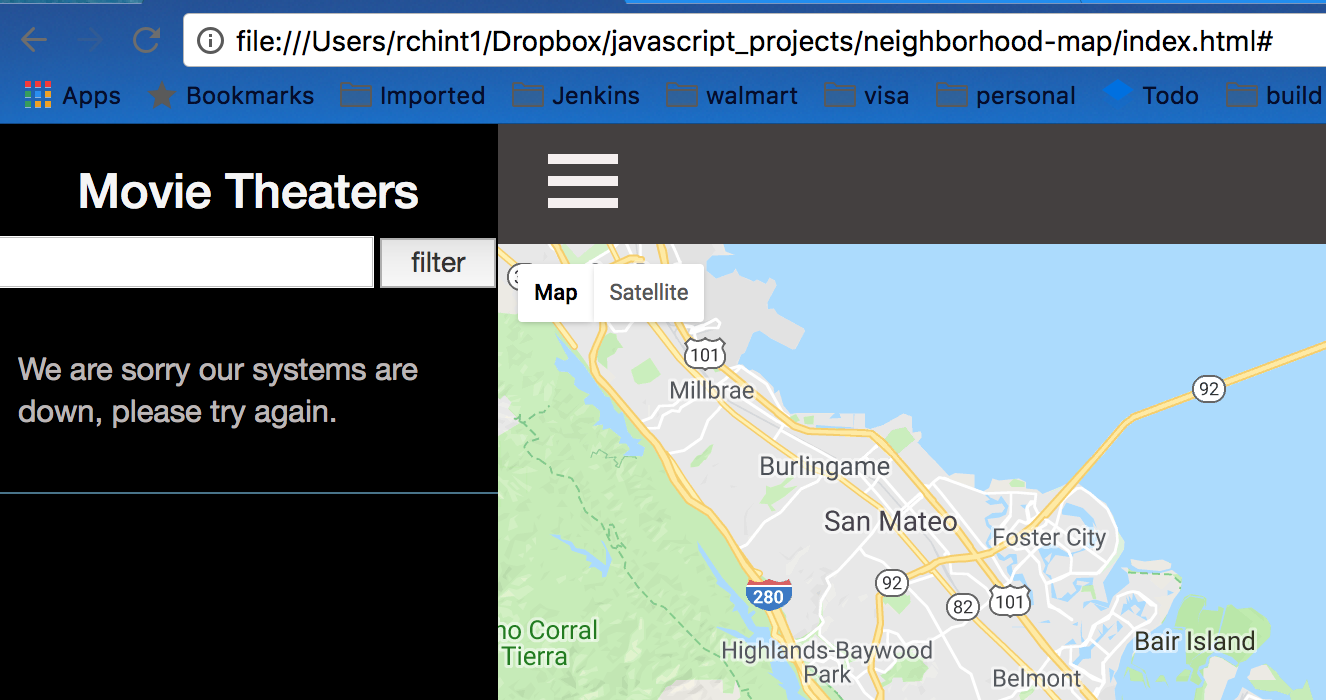 file:///Users/rchint1/Dropbox/javascript_projects/neighborhood-map/index.html#
Apps Bookmarks Imported Jenkins walmart visa personal Todo build
Movie Theaters
filter
We are sorry our systems are
down, please try again.
Map Satellite
101
Millbrae
92
Burlingame
San Mateo
Foster City
280
92
82
101
no Corral
Tierra
Bair Island
Highlands-Baywood
Park
Belmont